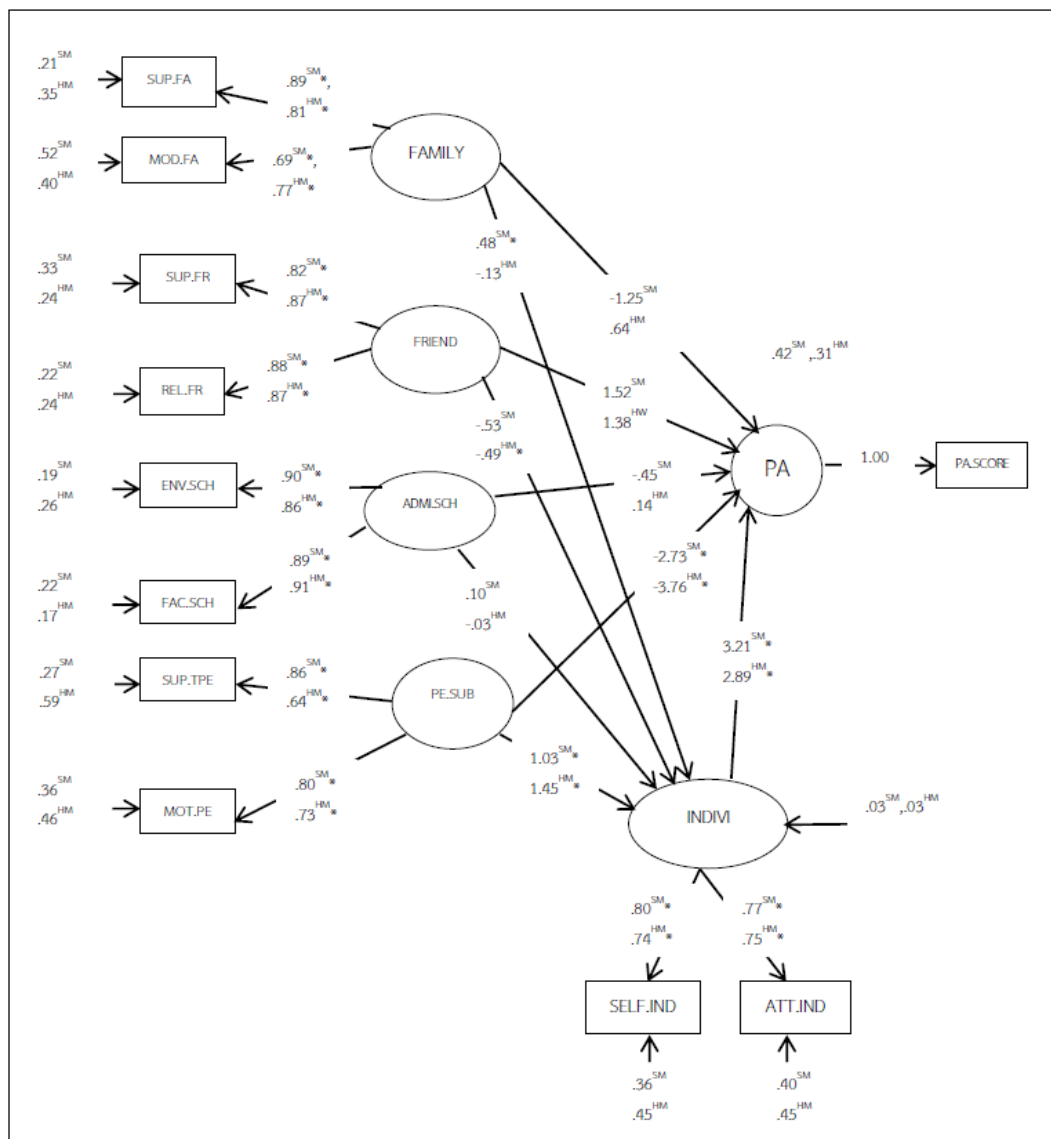 .21SM
.35HM
SUP.FA
.89SM*,
.81HM*
.52SM
.40HM
MOD.FA
.69SM*,
.77HM*
FAMILY
.48SM*
-.13HM
-1.25SM
.64HM
.33SM
.24HM
SUP.FR
.82SM*
.87HM*
FRIEND
.42SM ,.31HM
.22SM
.24HM
REL.FR
.88SM*
.87HM*
-.53SM
-.49HM*
1.52SM
1.38HW
PA
1.00
PA.SCORE
.19SM
.26HM
ENV.SCH
.90SM*
.86HM*
ADMI.SCH
-.45SM
.14HM
.22SM
.17HM
FAC.SCH
.89SM*
.91HM*
.10SM
-.03HM
-2.73SM*
-3.76HM*
.27SM
.59HM
SUP.TPE
.86SM*
.64HM*
PE.SUB
3.21SM*
2.89HM*
.36SM
.46HM
MOT.PE
.80SM*
.73HM*
1.03SM*
1.45HM*
INDIVI
.03SM,.03HM
.80SM*
.74HM*
.77SM*
.75HM*
SELF.IND
ATT.IND
.36SM
.45HM
.40SM
.45HM